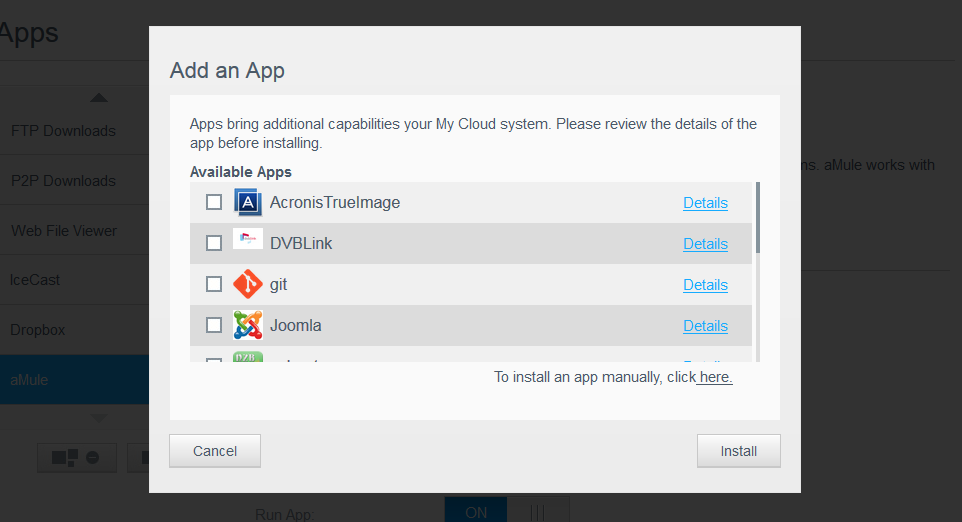 Apps
Add an App
Apps bring additional capabilities your My Cloud system. Please review the details of the
app before installing.
Available Apps
AcronisTrueImage Details
DVBLink Details
git Details
Joomla Details
To install an app manually, click here.
Cancel
Install
FTP Downloads
P2P Downloads
Web File Viewer
IceCast
Dropbox
aMule
ns. aMule works with
Run App:
ON